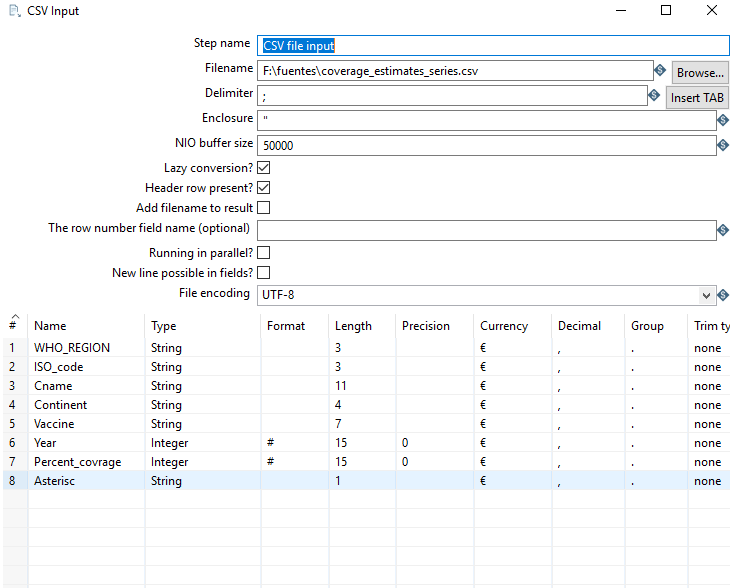 CSV Input
Step name CSV file input
Filename F:\fuentes\coverage_estimates_series.csv Browse...
Delimiter ; Insert TAB
Enclosure "
NIO buffer size 50000
Lazy conversion?
Header row present?
Add filename to result
The row number field name (optional)
Running in parallel?
New line possible in fields?
File encoding UTF-8
# Name Type Format Length Precision Currency Decimal Group Trim ty
1 WHO_REGION String 3 € , . none
2 ISO_code String 3 € , . none
3 Cname String 11 € , . none
4 Continent String 4 € , . none
5 Vaccine String 7 € , . none
6 Year Integer # 15 0 € , . none
7 Percent_covrage Integer # 15 0 € , . none
8 Asterisc String 1 € , . none